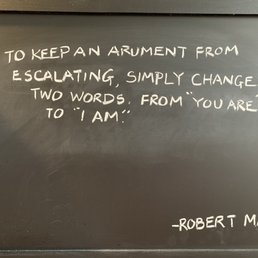 TO KEEP AN ARUMENT FROM
ESCALATING, SIMPLY CHANGE
TWO WORDS. FROM "YOU ARE"
TO "I AM."
-ROBERT